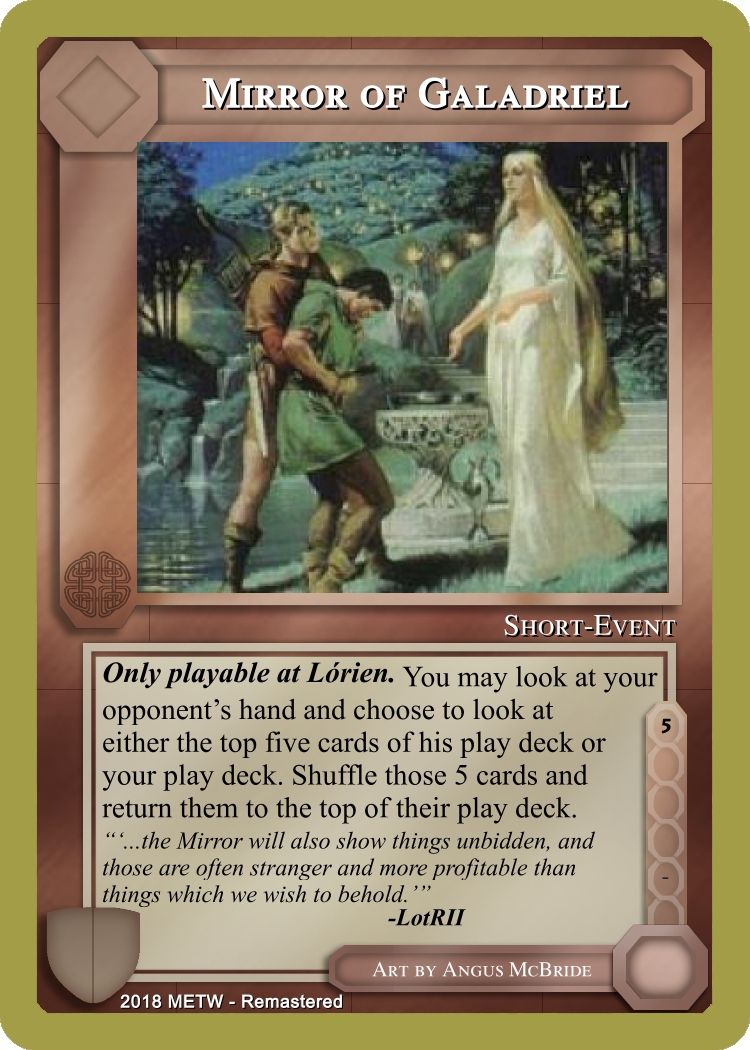 Mirror of Galadriel
Short-Event
Only playable at Lórien. You may look at your
opponent’s hand and choose to look at
either the top five cards of his play deck or
your play deck. Shuffle those 5 cards and
return them to the top of their play deck.
“‘...the Mirror will also show things unbidden, and
those are often stranger and more profitable than
things which we wish to behold.’”
-LotRII
5
-
Art by Angus McBride
2018 METW - Remastered